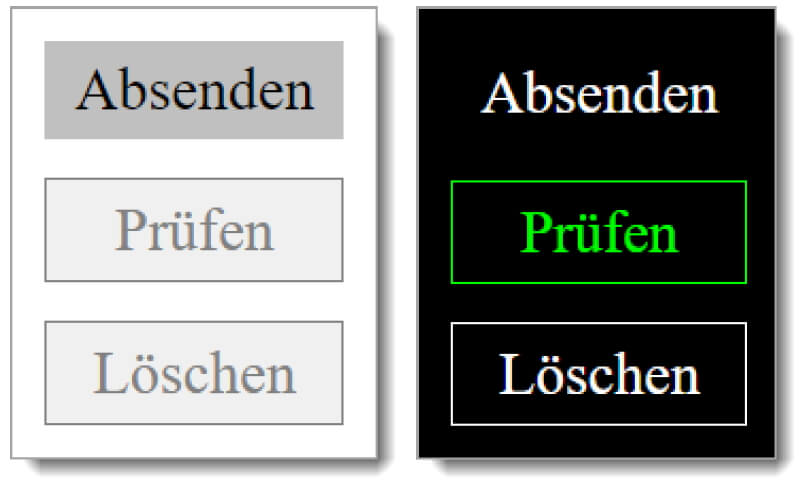 Absenden
Prüfen
Löschen
Absenden
Prüfen
Löschen